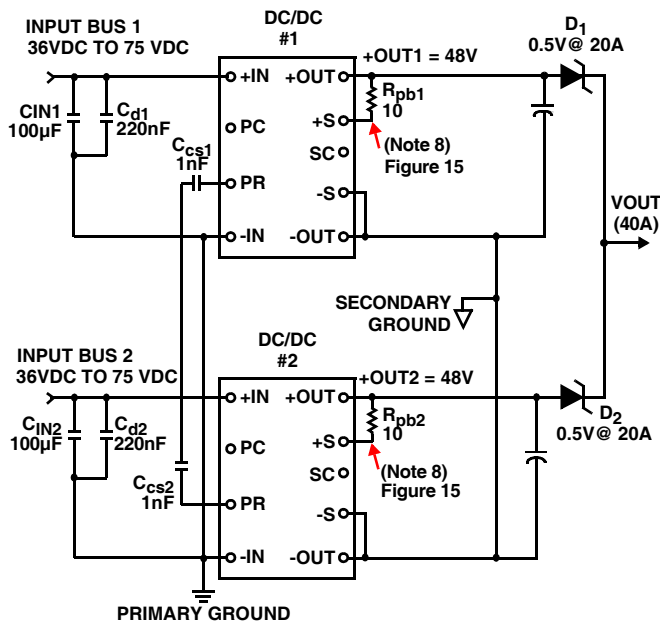 INPUT BUS 1
36VDC TO 75 VDC
CIN1
100µF
Cd1
220nF
Ccs1
1nF
DC/DC
#1
+IN
PC
PR
-IN
+OUT
+S
SC
-S
-OUT
+OUT1 = 48V
Rpb1
10
(Note 8)
Figure 15
D1
0.5V@ 20A
VOUT
(40A)
SECONDARY
GROUND
INPUT BUS 2
36VDC TO 75 VDC
CIN2
100µF
Cd2
220nF
Ccs2
1nF
DC/DC
#2
+IN
PC
PR
-IN
+OUT
+S
SC
-S
-OUT
+OUT2 = 48V
Rpb2
10
(Note 8)
Figure 15
D2
0.5V@ 20A
PRIMARY GROUND